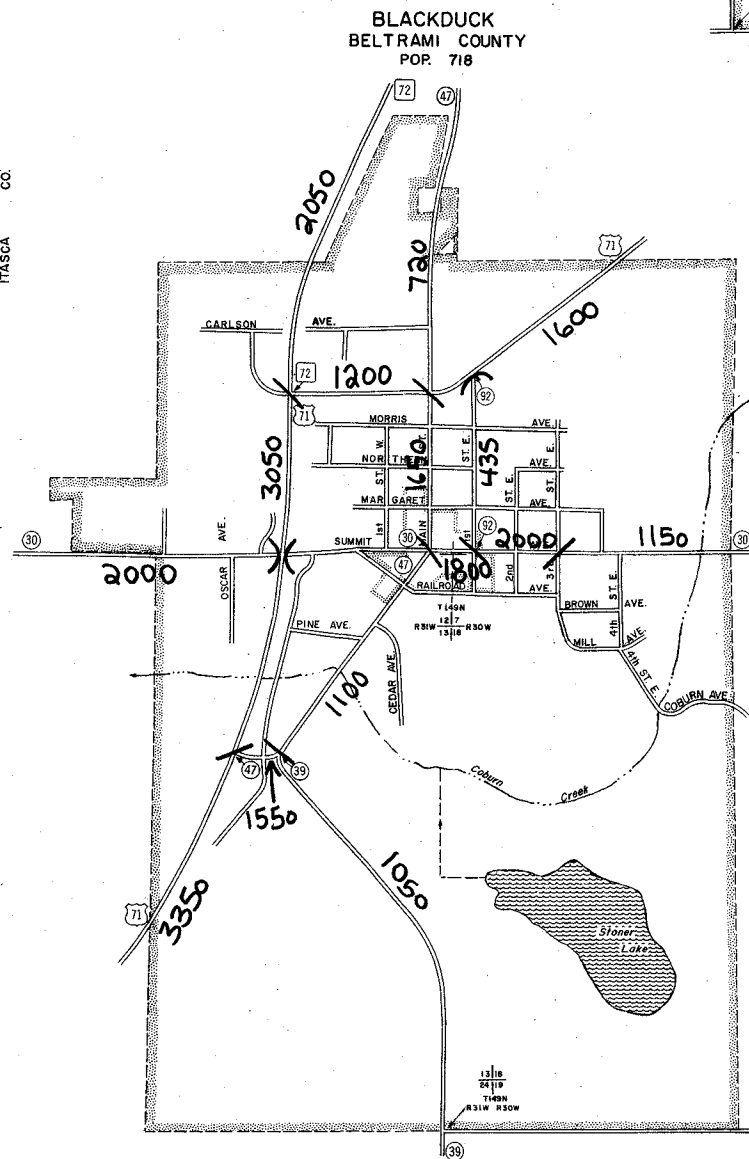 BLACKDUCK
BELTRAMI COUNTY
POP. 718
ITASCA CO.
72
47
2050
720
71
1600
CARLSON AVE.
72
1200
71
92
MORRIS AVE.
3050
1st ST. W.
MAIN ST.
1650
1st ST. E.
435
NORTHERN AVE.
2nd ST. E.
3rd ST. E.
MARGARET AVE.
30
2000
OSCAR AVE.
SUMMIT
30
92
2000
1150
30
47
1800
RAILROAD AVE.
4th ST. E.
BROWN AVE.
T149N
12 7
R31W R30W
13 18
PINE AVE.
MILL AVE.
CEDAR AVE.
4th ST. E.
COBURN AVE.
1100
47
39
1550
Coburn Creek
1050
3350
71
Stoner
Lake
13 18
24 19
T149N
R31W R30W
39